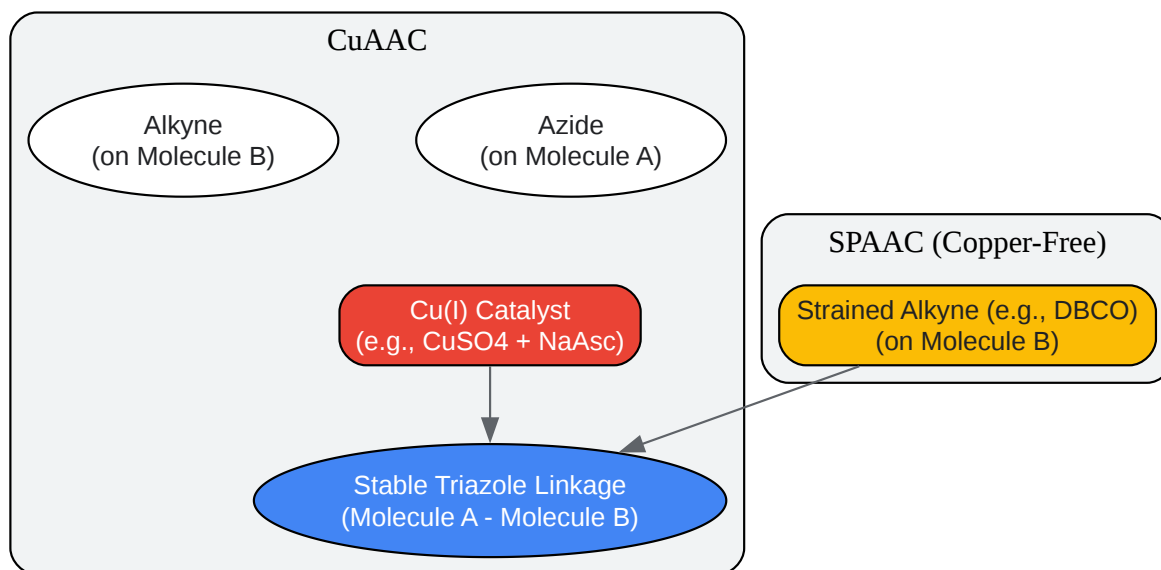 CuAAC
Alkyne
(on Molecule B)
Azide
(on Molecule A)
SPAAC (Copper-Free)
Cu(I) Catalyst
(e.g., CuSO4 + NaAsc)
Strained Alkyne (e.g., DBCO)
(on Molecule B)
Stable Triazole Linkage
(Molecule A - Molecule B)